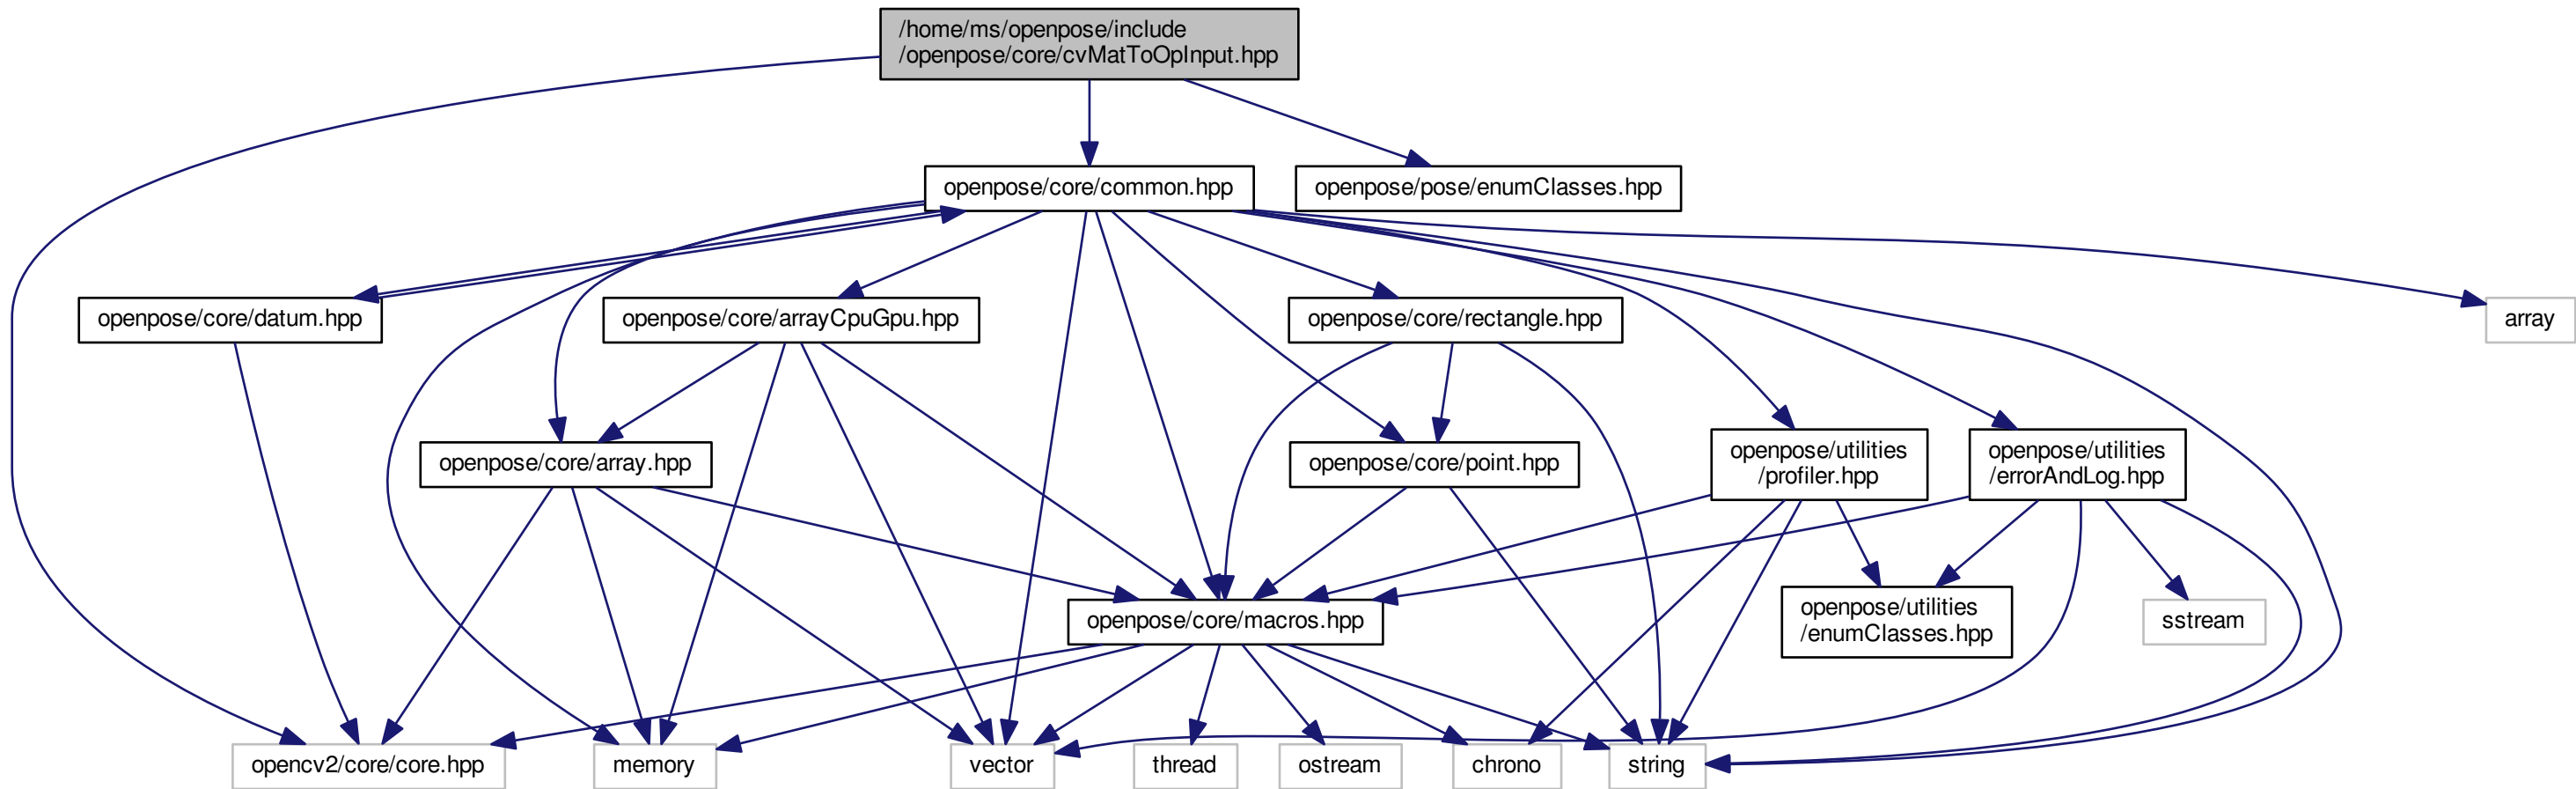 /home/ms/openpose/include
/openpose/core/cvMatToOpInput.hpp
openpose/core/common.hpp
openpose/pose/enumClasses.hpp
openpose/core/datum.hpp
openpose/core/arrayCpuGpu.hpp
openpose/core/rectangle.hpp
array
openpose/core/array.hpp
openpose/core/point.hpp
openpose/utilities
/profiler.hpp
openpose/utilities
/errorAndLog.hpp
openpose/core/macros.hpp
openpose/utilities
/enumClasses.hpp
sstream
opencv2/core/core.hpp
memory
vector
thread
ostream
chrono
string